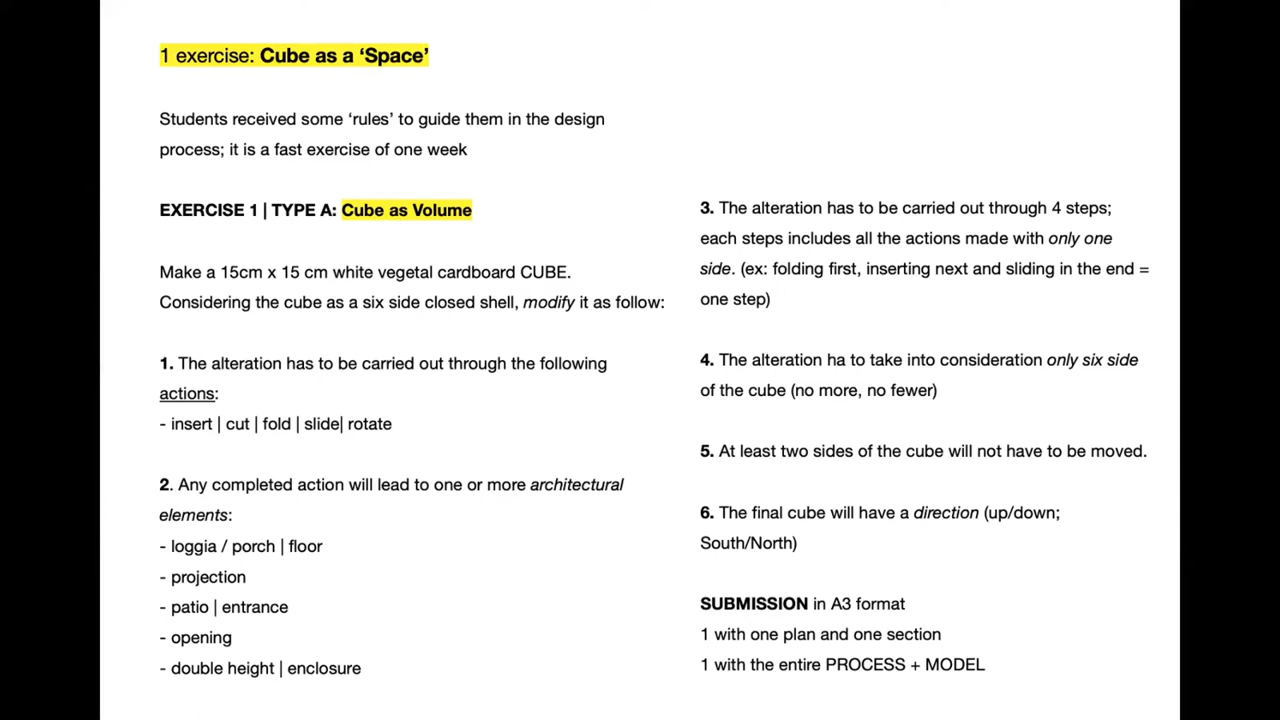 1 exercise: Cube as a ‘Space’
Students received some ‘rules’ to guide them in the design
process; it is a fast exercise of one week
EXERCISE 1 | TYPE A: Cube as Volume
Make a 15cm x 15 cm white vegetal cardboard CUBE.
Considering the cube as a six side closed shell, modify it as follow:
1. The alteration has to be carried out through the following
actions:
- insert | cut | fold | slide| rotate
2. Any completed action will lead to one or more architectural
elements:
- loggia / porch | floor
- projection
- patio | entrance
- opening
- double height | enclosure
3. The alteration has to be carried out through 4 steps;
each steps includes all the actions made with only one
side. (ex: folding first, inserting next and sliding in the end =
one step)
4. The alteration ha to take into consideration only six side
of the cube (no more, no fewer)
5. At least two sides of the cube will not have to be moved.
6. The final cube will have a direction (up/down;
South/North)
SUBMISSION in A3 format
1 with one plan and one section
1 with the entire PROCESS + MODEL